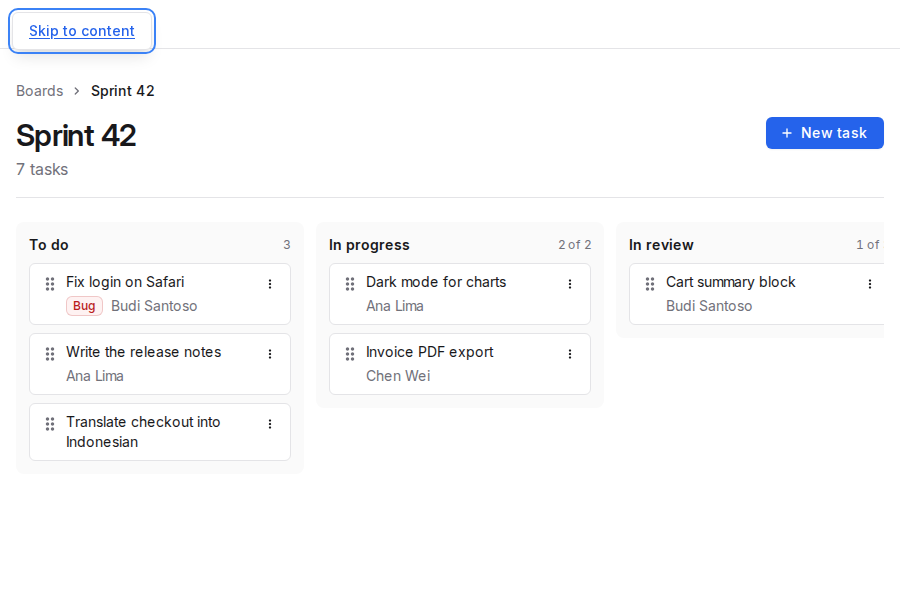 Skip to content
Boards > Sprint 42
Sprint 42
+ New task
7 tasks
To do 3
Fix login on Safari
Bug Budi Santoso
Write the release notes
Ana Lima
Translate checkout into
Indonesian
In progress 2 of 2
Dark mode for charts
Ana Lima
Invoice PDF export
Chen Wei
In review 1 of
Cart summary block
Budi Santoso